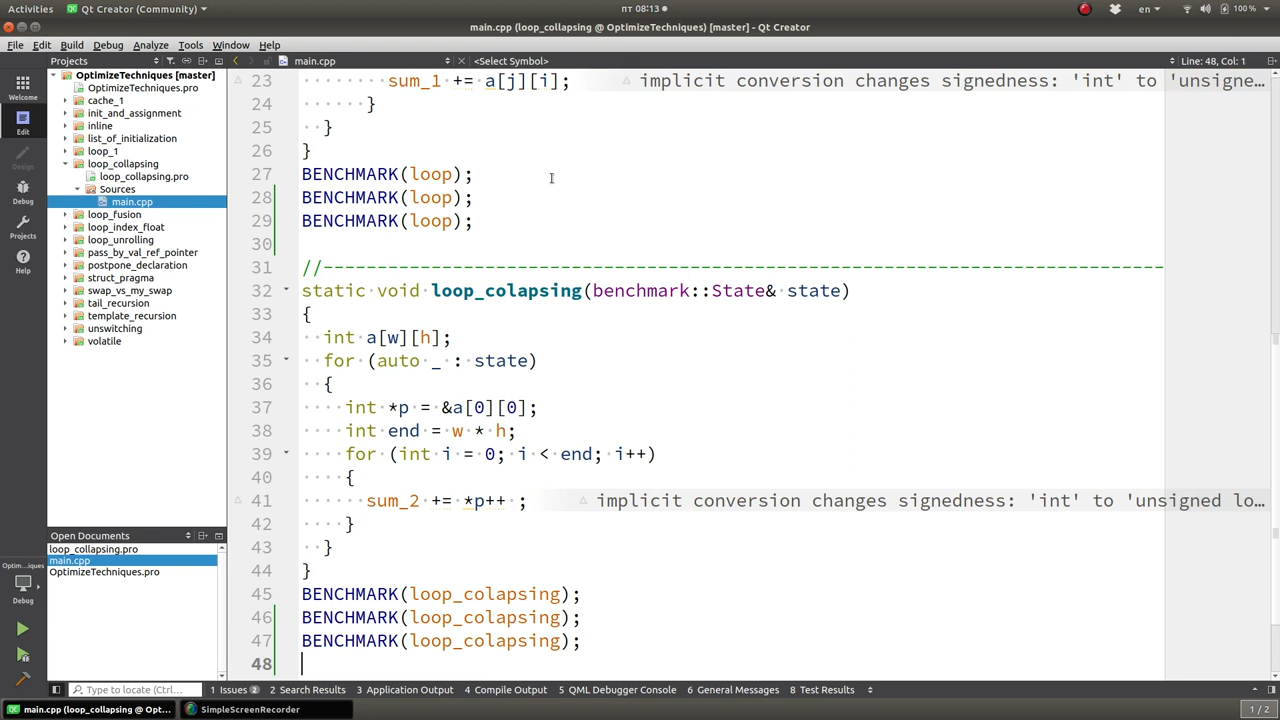 Activities
Qt Creator (Community)
пт 08:13
en
100 %
main.cpp (loop_collapsing @ OptimizeTechniques [master]) - Qt Creator
File Edit Build Debug Analyze Tools Window Help
Projects
main.cpp
<Select Symbol>
Line: 48, Col: 1
Welcome
Edit
Design
Debug
Projects
Help
OptimizeTechniques [master]
OptimizeTechniques.pro
cache_1
init_and_assignment
inline
list_of_initialization
loop_1
loop_collapsing
loop_collapsing.pro
Sources
main.cpp
loop_fusion
loop_index_float
loop_unrolling
pass_by_val_ref_pointer
postpone_declaration
struct_pragma
swap_vs_my_swap
tail_recursion
template_recursion
unswitching
volatile
Open Documents
loop_collapsing.pro
main.cpp
OptimizeTechniques.pro
Optim...iques
Debug
23 sum_1 += a[j][i]; implicit conversion changes signedness: 'int' to 'unsigne...
24 }
25 }
26 }
27 BENCHMARK(loop);
28 BENCHMARK(loop);
29 BENCHMARK(loop);
30
31 //------------------------------------------------------------------------------
32 static void loop_colapsing(benchmark::State& state)
33 {
34 int a[w][h];
35 for (auto _ : state)
36 {
37 int *p = &a[0][0];
38 int end = w * h;
39 for (int i = 0; i < end; i++)
40 {
41 sum_2 += *p++ ; implicit conversion changes signedness: 'int' to 'unsigned lo...
42 }
43 }
44 }
45 BENCHMARK(loop_colapsing);
46 BENCHMARK(loop_colapsing);
47 BENCHMARK(loop_colapsing);
48
Type to locate (Ctrl+...
1 Issues 2
2 Search Results
3 Application Output
4 Compile Output
5 QML Debugger Console
6 General Messages
8 Test Results
main.cpp (loop_collapsing @ Opt...
SimpleScreenRecorder
1 / 2